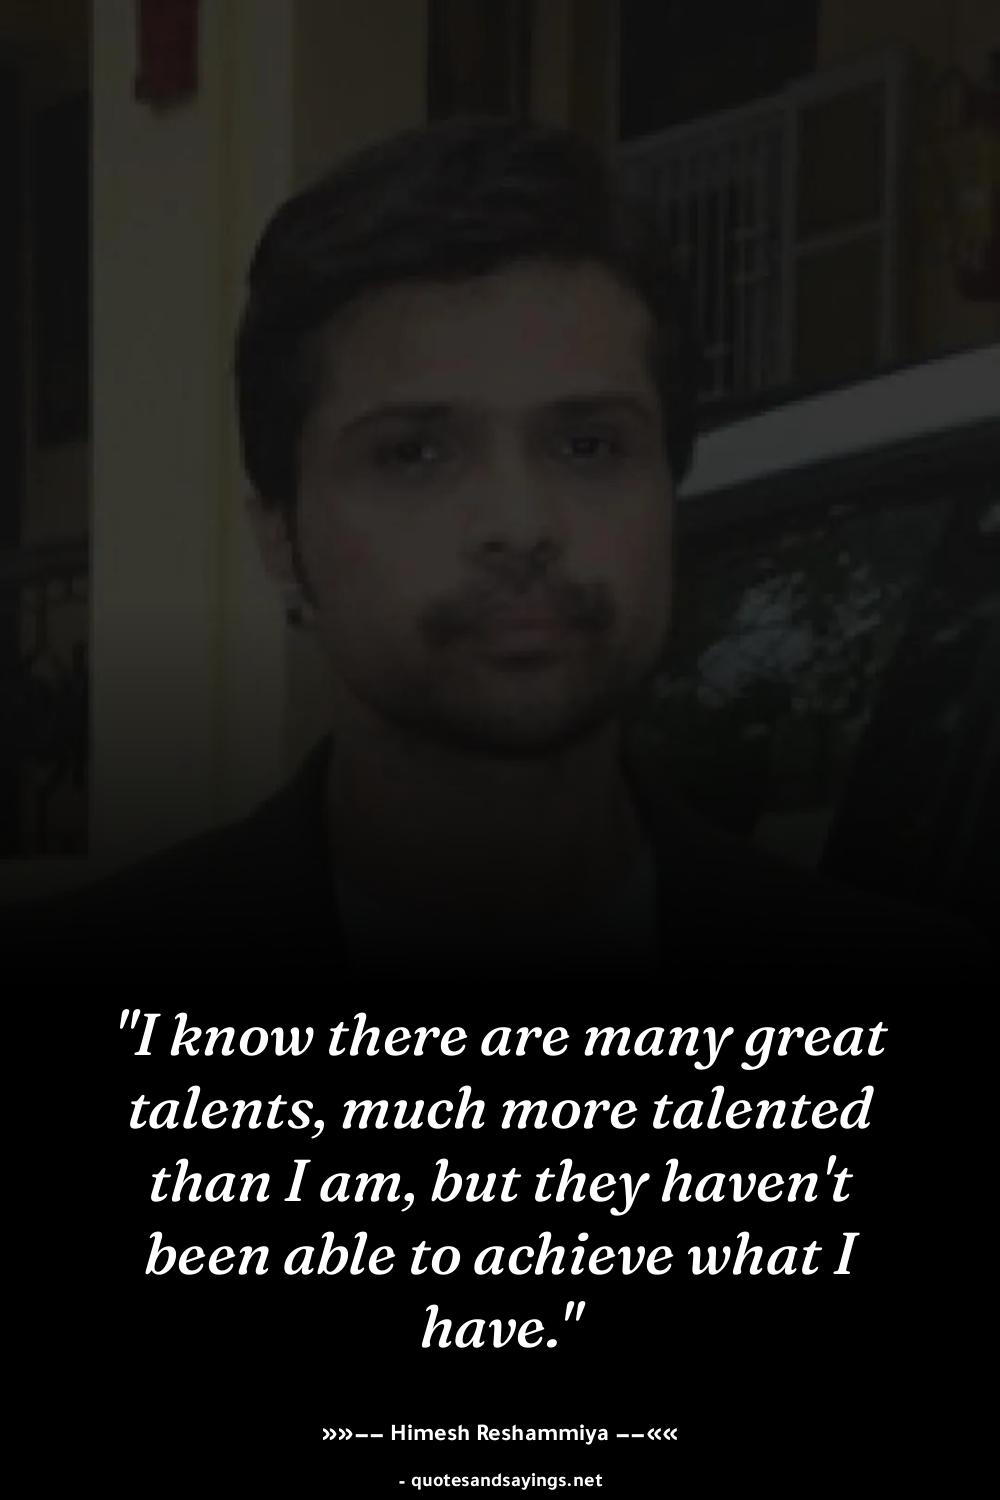 "I know there are many great
talents, much more talented
than I am, but they haven't
been able to achieve what I
have."
»»–– Himesh Reshammiya ––««
- quotesandsayings.net